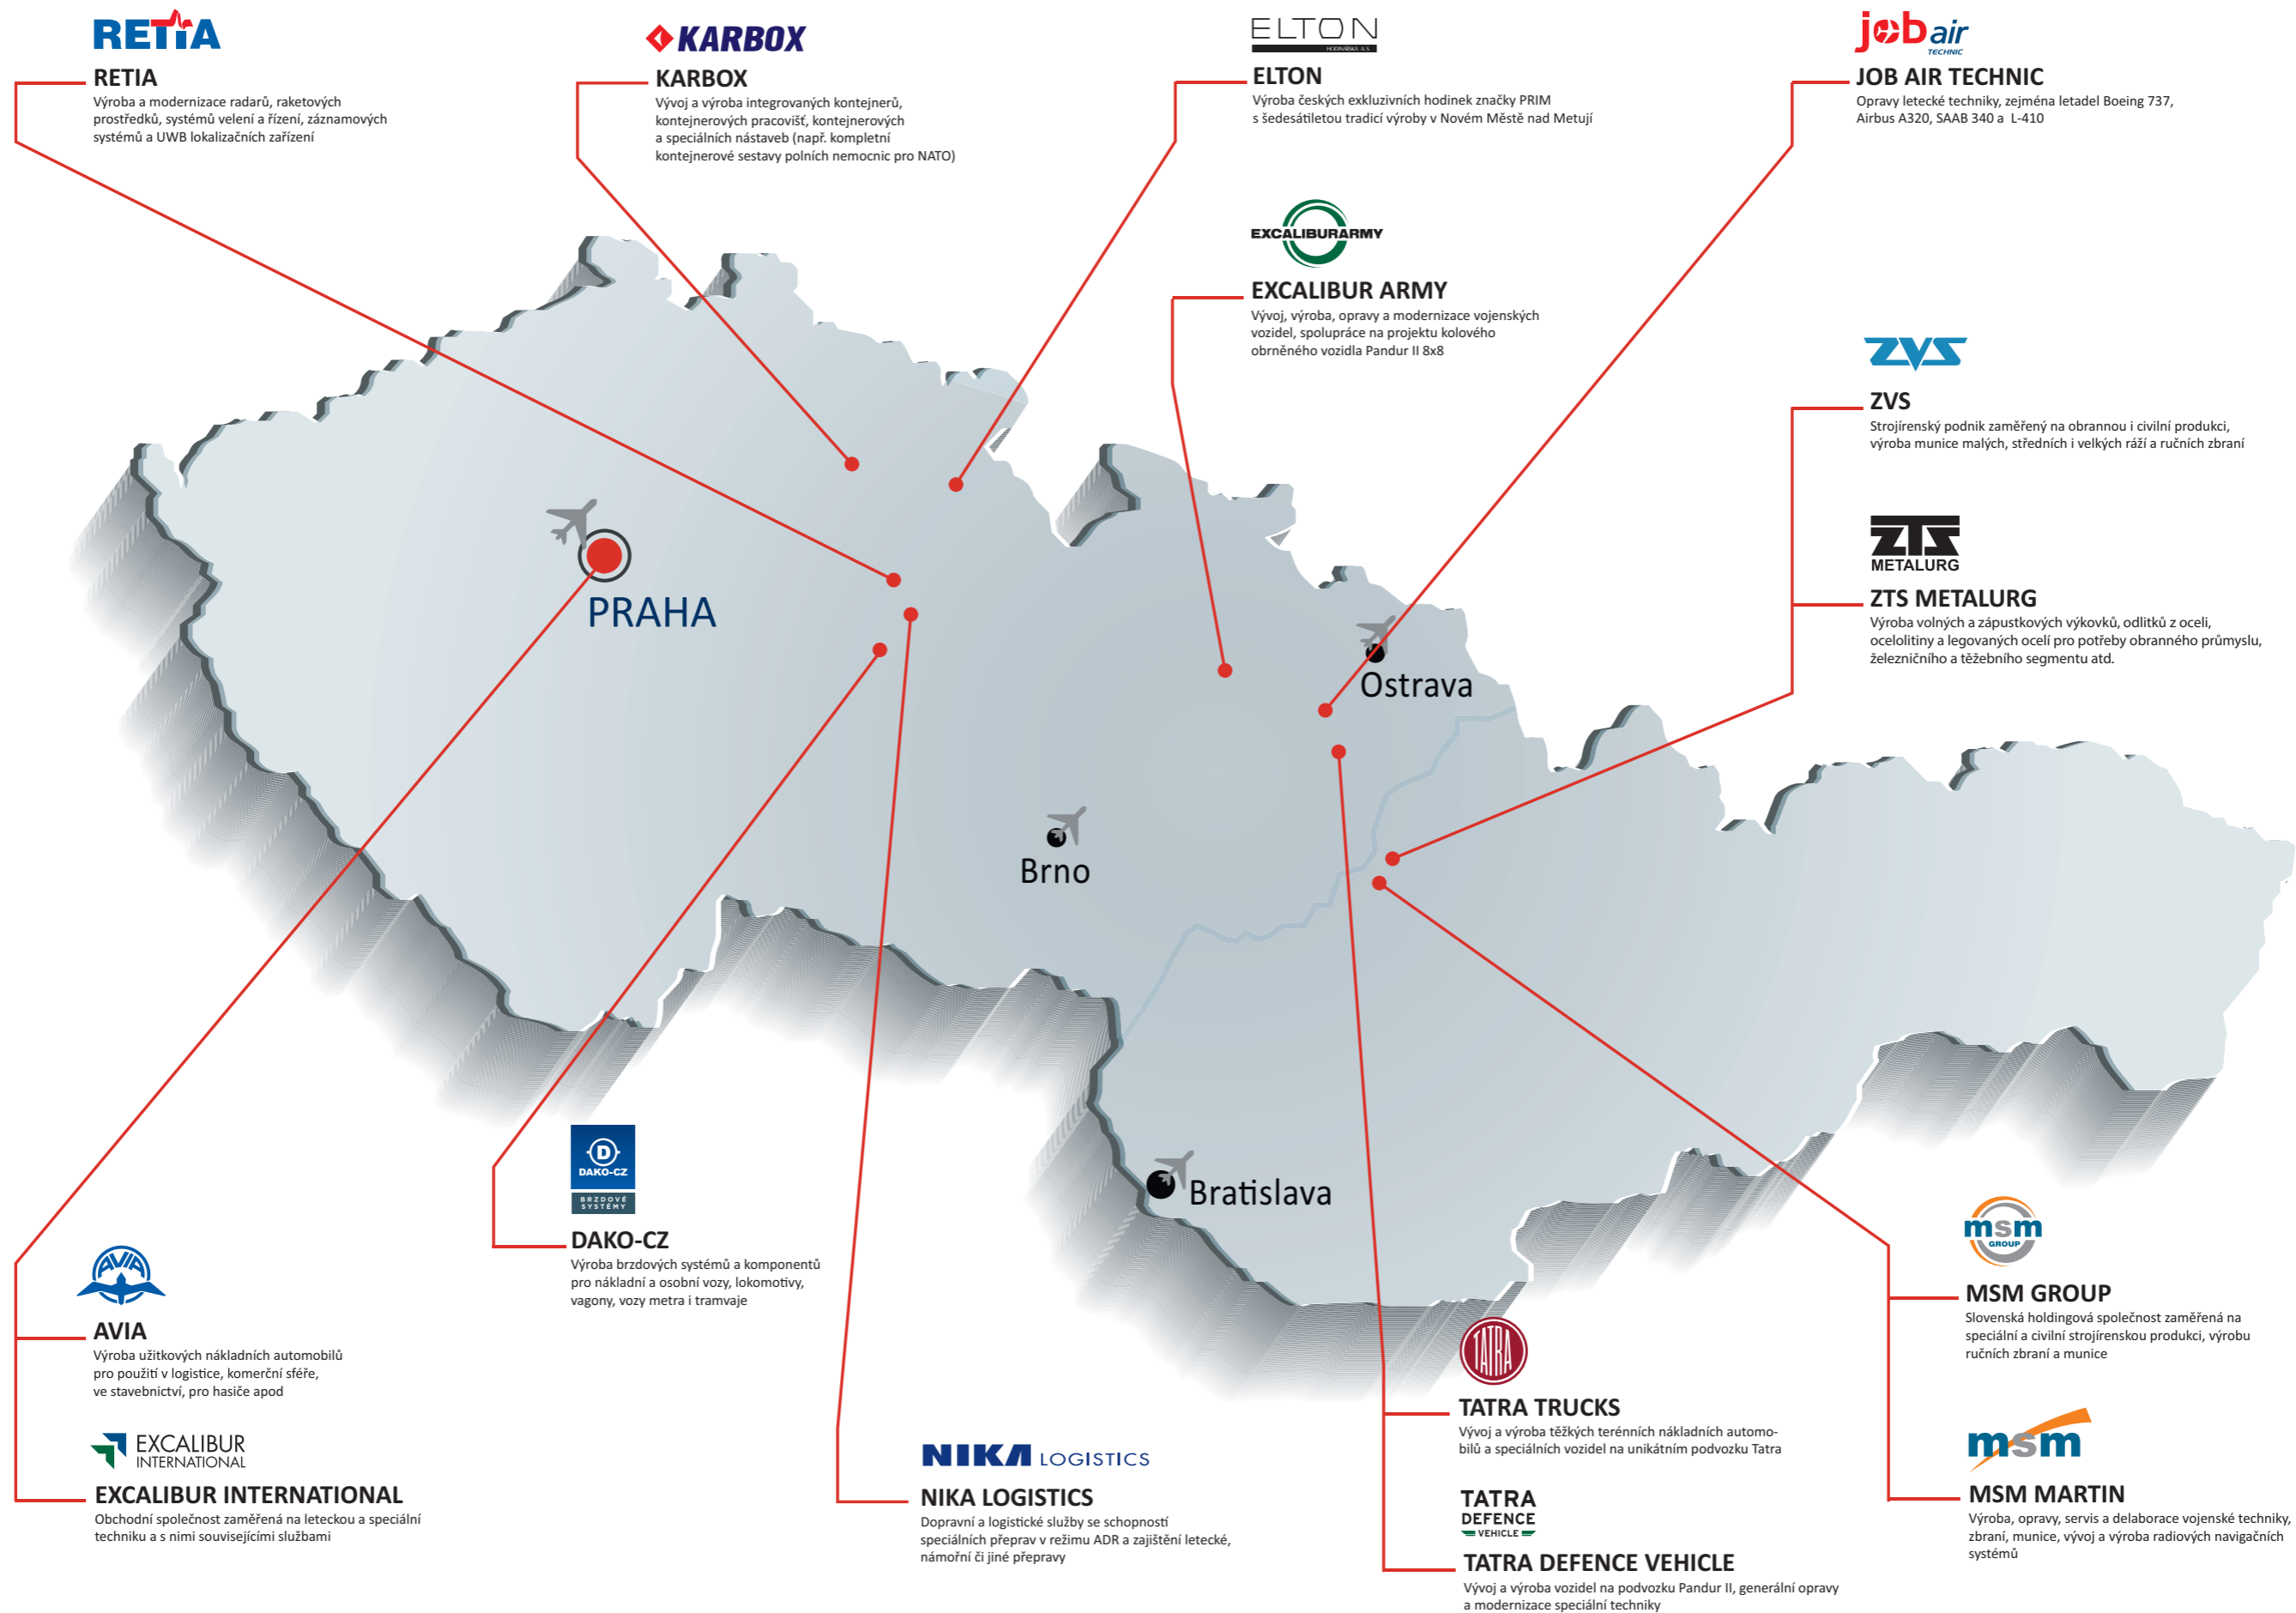 RETIA
RETIA
Výroba a modernizace radarů, raketových
prostředků, systémů velení a řízení, záznamových
systémů a UWB lokalizačních zařízení
KARBOX
KARBOX
Vývoj a výroba integrovaných kontejnerů,
kontejnerových pracovišť, kontejnerových
a speciálních nástaveb (např. kompletní
kontejnerové sestavy polních nemocnic pro NATO)
ELTON
HODINÁŘSKÁ A.S.
ELTON
Výroba českých exkluzivních hodinek značky PRIM
s šedesátiletou tradicí výroby v Novém Městě nad Metují
job air
TECHNIC
JOB AIR TECHNIC
Opravy letecké techniky, zejména letadel Boeing 737,
Airbus A320, SAAB 340 a L-410
EXCALIBURARMY
EXCALIBUR ARMY
Vývoj, výroba, opravy a modernizace vojenských
vozidel, spolupráce na projektu kolového
obrněného vozidla Pandur II 8x8
ZVS
ZVS
Strojírenský podnik zaměřený na obrannou i civilní produkci,
výroba munice malých, středních i velkých ráží a ručních zbraní
ZTS
METALURG
ZTS METALURG
Výroba volných a zápustkových výkovků, odlitků z oceli,
ocelolitiny a legovaných ocelí pro potřeby obranného průmyslu,
železničního a těžebního segmentu atd.
PRAHA
Ostrava
Brno
Bratislava
D
DAKO-CZ
BRZDOVÉ
SYSTÉMY
DAKO-CZ
Výroba brzdových systémů a komponentů
pro nákladní a osobní vozy, lokomotivy,
vagony, vozy metra i tramvaje
AVIA
AVIA
Výroba užitkových nákladních automobilů
pro použití v logistice, komerční sféře,
ve stavebnictví, pro hasiče apod
EXCALIBUR
INTERNATIONAL
EXCALIBUR INTERNATIONAL
Obchodní společnost zaměřená na leteckou a speciální
techniku a s nimi souvisejícími službami
NIKA LOGISTICS
NIKA LOGISTICS
Dopravní a logistické služby se schopností
speciálních přeprav v režimu ADR a zajištění letecké,
námořní či jiné přepravy
TATRA
TATRA TRUCKS
Vývoj a výroba těžkých terénních nákladních automo-
bilů a speciálních vozidel na unikátním podvozku Tatra
TATRA
DEFENCE
VEHICLE
TATRA DEFENCE VEHICLE
Vývoj a výroba vozidel na podvozku Pandur II, generální opravy
a modernizace speciální techniky
msm
GROUP
MSM GROUP
Slovenská holdingová společnost zaměřená na
speciální a civilní strojírenskou produkci, výrobu
ručních zbraní a munice
msm
MSM MARTIN
Výroba, opravy, servis a delaborace vojenské techniky,
zbraní, munice, vývoj a výroba radiových navigačních
systémů